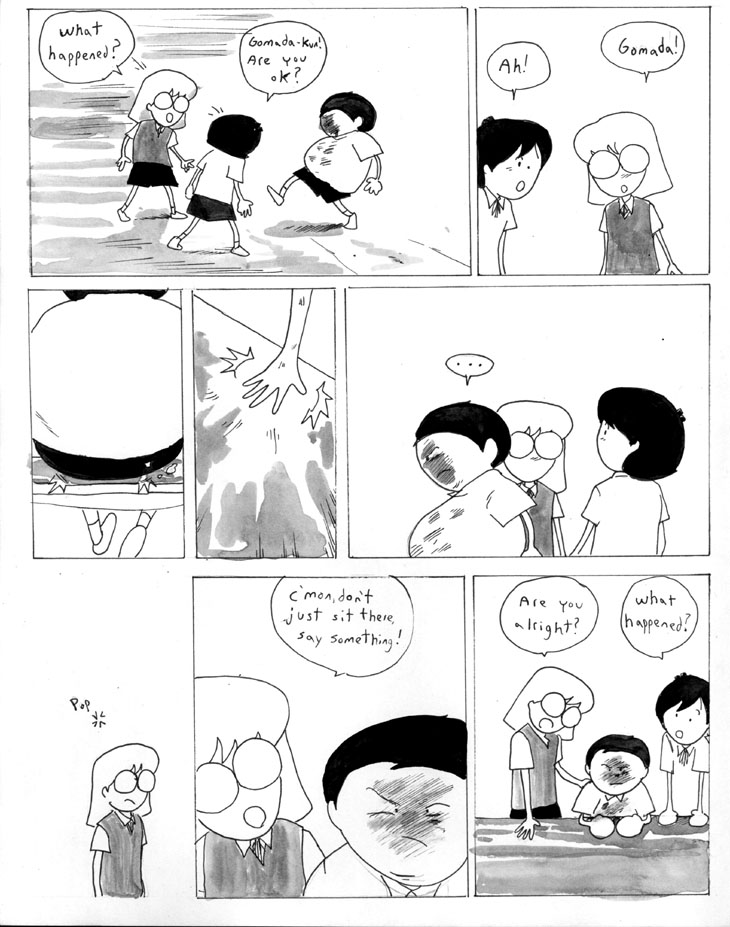 Gomada!
Ah!
Gomada-kun!
Are you
ok?
What
happened?
...
What
happened?
Are you
alright?
C'mon, don't
just sit there,
say something!
Pop